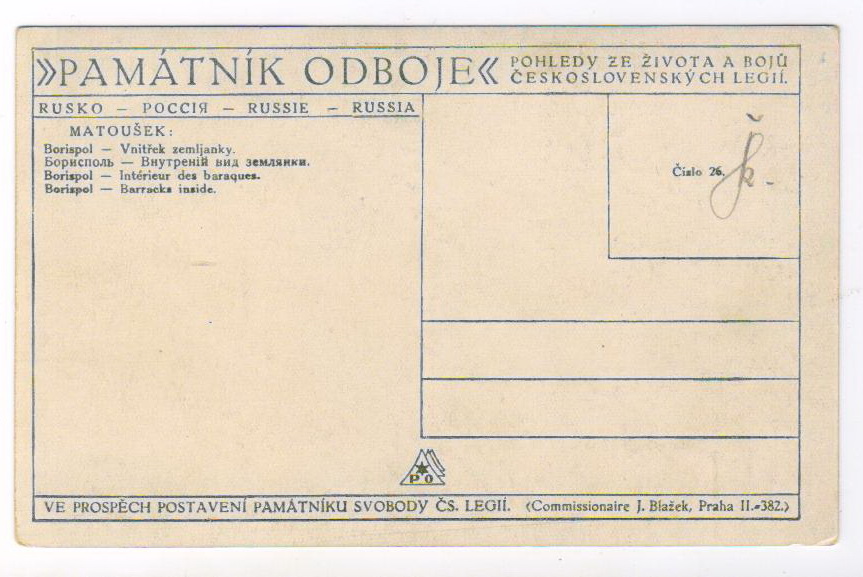 »PAMÁTNÍK ODBOJE«
POHLEDY ZE ŽIVOTA A BOJŮ
ČESKOSLOVENSKÝCH LEGIÍ.
RUSKO – РОССІЯ – RUSSIE – RUSSIA
MATOUŠEK:
Borispol — Vnitřek zemljanky.
Борисполь — Внутреній вид землянки.
Borispol — Intérieur des baraques.
Borispol — Barracks inside.
Číslo 26.
PO
VE PROSPĚCH POSTAVENÍ PAMÁTNÍKU SVOBODY ČS. LEGIÍ. (Commissionaire J. Blažek, Praha II.-382.)